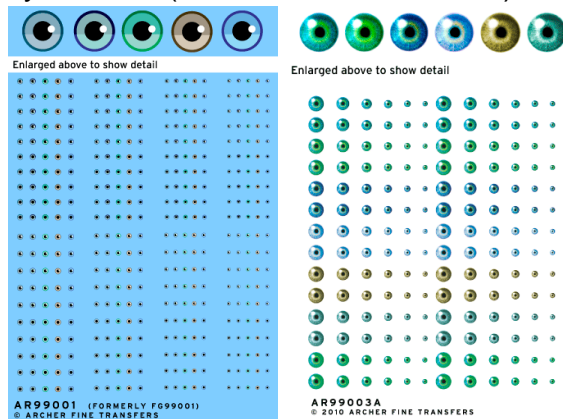 Enlarged above to show detail
AR99001 (FORMERLY FG99001)
© ARCHER FINE TRANSFERS
Enlarged above to show detail
AR99003A
© 2010 ARCHER FINE TRANSFERS